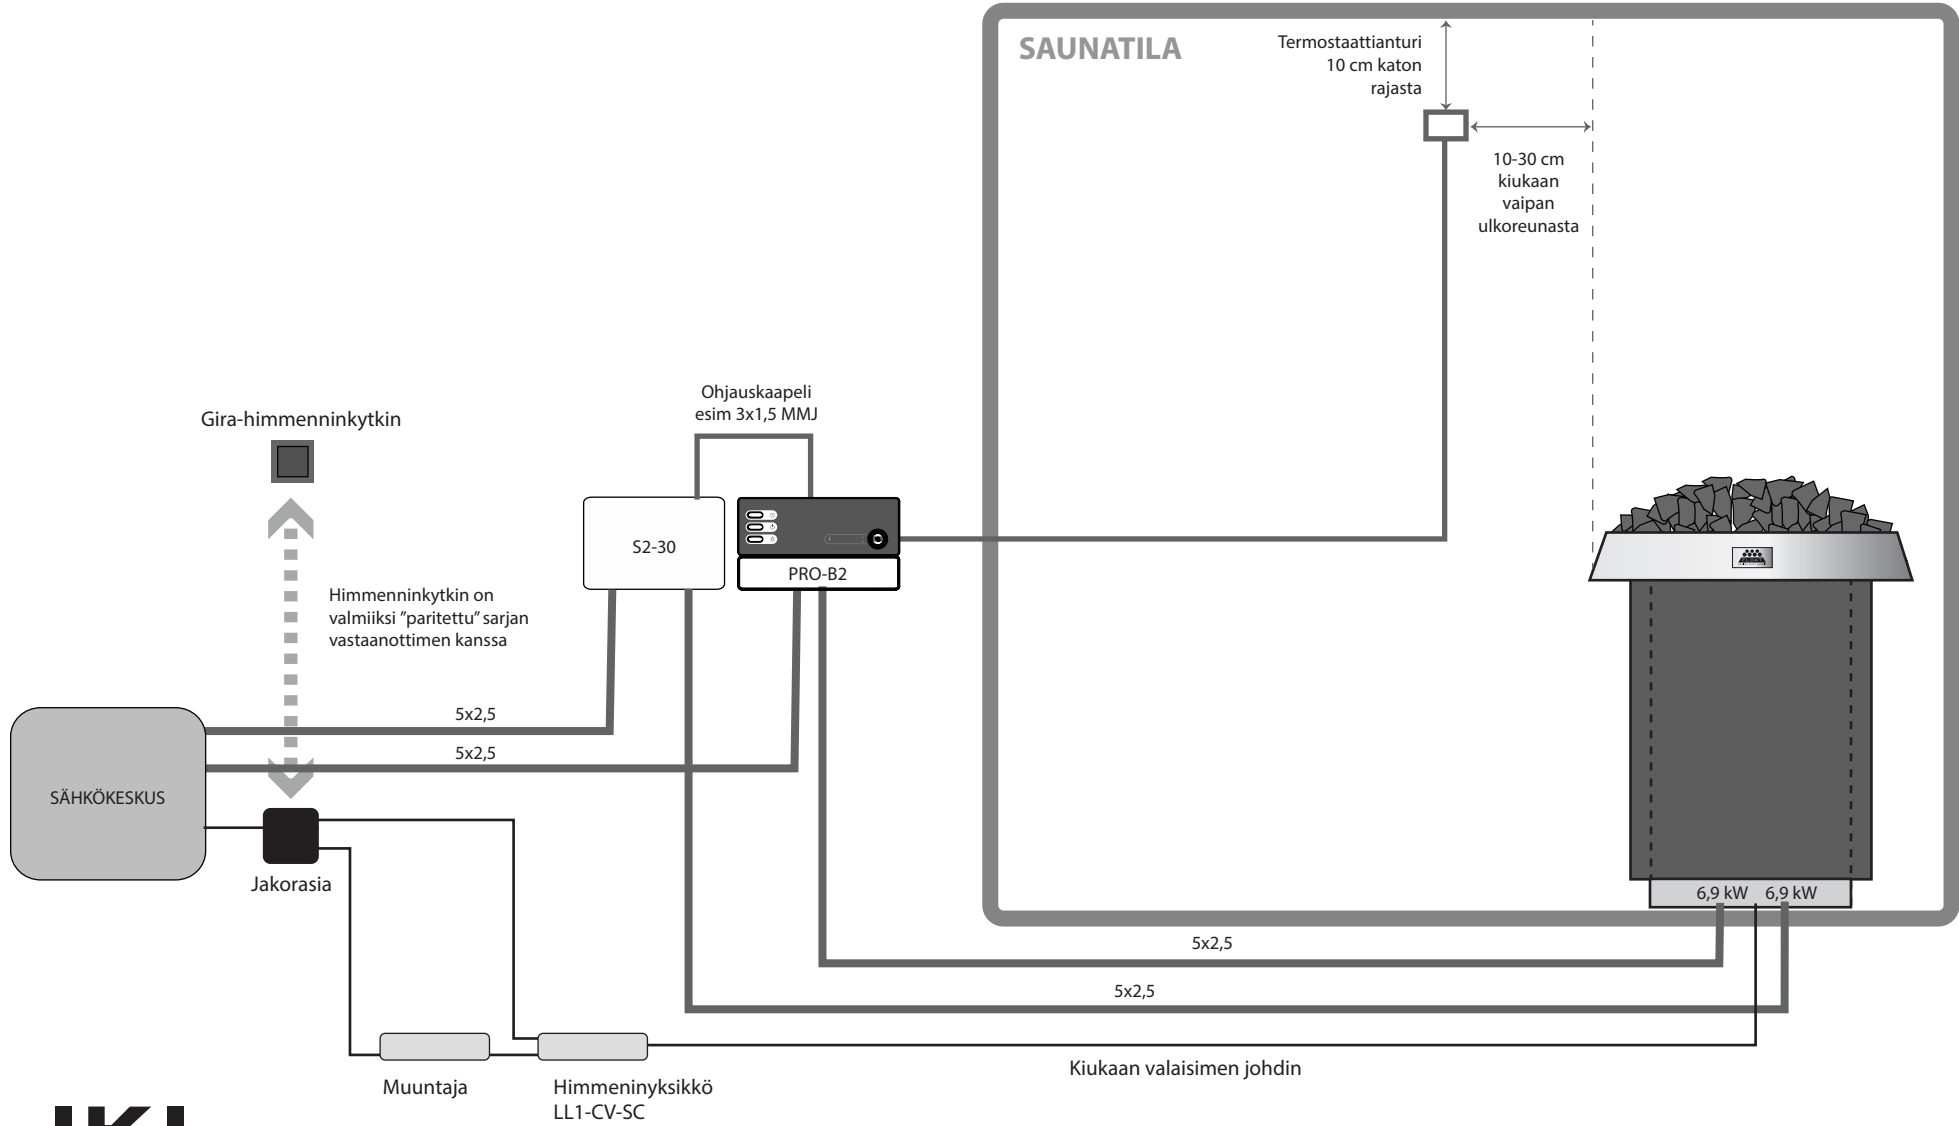 SAUNATILA
Termostaattianturi
10 cm katon
rajasta
10-30 cm
kiukaan
vaipan
ulkoreunasta
Ohjauskaapeli
esim 3x1,5 MMJ
Gira-himmenninkytkin
S2-30
PRO-B2
Himmenninkytkin on
valmiiksi ”paritettu” sarjan
vastaanottimen kanssa
5x2,5
5x2,5
SÄHKÖKESKUS
Jakorasia
6,9 kW 6,9 kW
5x2,5
5x2,5
Kiukaan valaisimen johdin
Muuntaja
Himmeninyksikkö
LL1-CV-SC